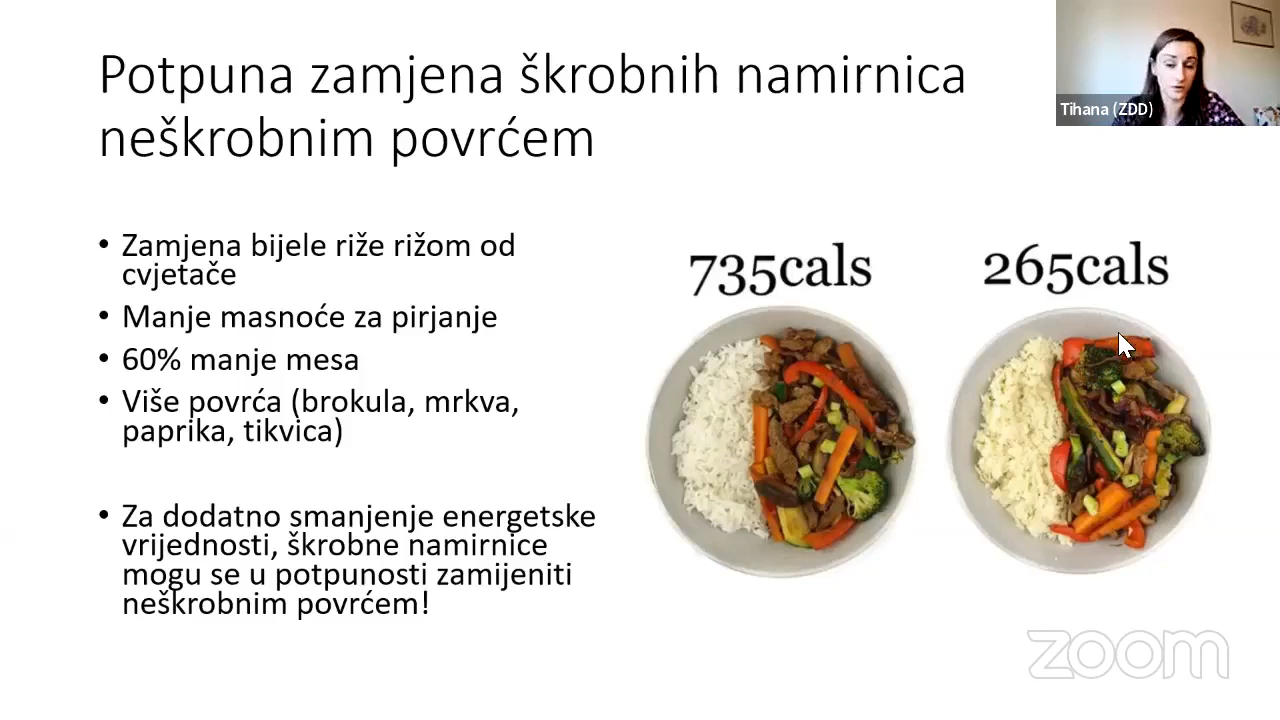 Potpuna zamjena škrobnih namirnica
neškrobnim povrćem
Tihana (ZDD)
• Zamjena bijele riže rižom od
cvjetače
• Manje masnoće za pirjanje
• 60% manje mesa
• Više povrća (brokula, mrkva,
paprika, tikvica)
• Za dodatno smanjenje energetske
vrijednosti, škrobne namirnice
mogu se u potpunosti zamijeniti
neškrobnim povrćem!
735cals
265cals
zoom